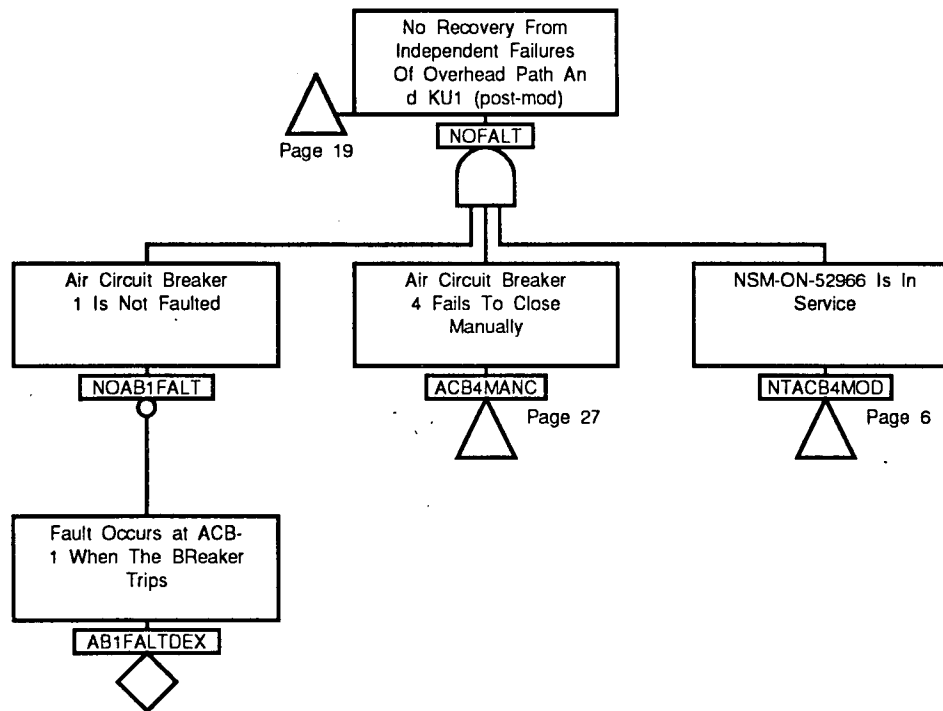 No Recovery From
Independent Failures
Of Overhead Path An
d KU1 (post-mod)
Page 19
NOFALT
Air Circuit Breaker
1 Is Not Faulted
Air Circuit Breaker
4 Fails To Close
Manually
NSM-ON-52966 Is In
Service
NOAB1FALT
ACB4MANC
NTACB4MOD
Page 27
Page 6
Fault Occurs at ACB-
1 When The BReaker
Trips
AB1FALTDEX